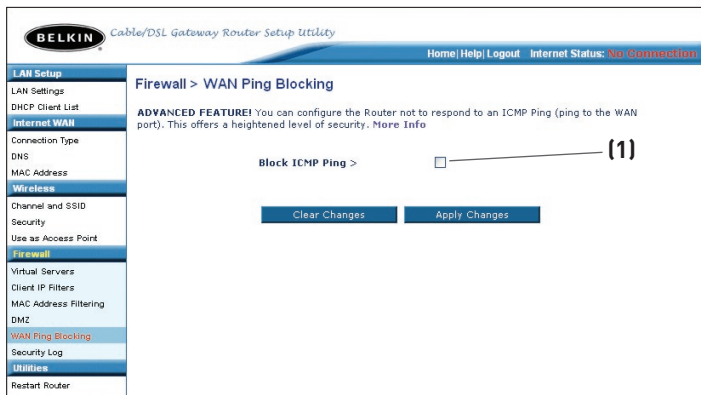 BELKIN Cable/DSL Gateway Router Setup Utility
Home|Help|Logout Internet Status: No Connection
LAN Setup
LAN Settings
DHCP Client List
Internet WAN
Connection Type
DNS
MAC Address
Wireless
Channel and SSID
Security
Use as Access Point
Firewall
Virtual Servers
Client IP Filters
MAC Address Filtering
DMZ
WAN Ping Blocking
Security Log
Utilities
Restart Router
Firewall > WAN Ping Blocking
ADVANCED FEATURE! You can configure the Router not to respond to an ICMP Ping (ping to the WAN
port). This offers a heightened level of security. More Info
Block ICMP Ping >
(1)
Clear Changes Apply Changes